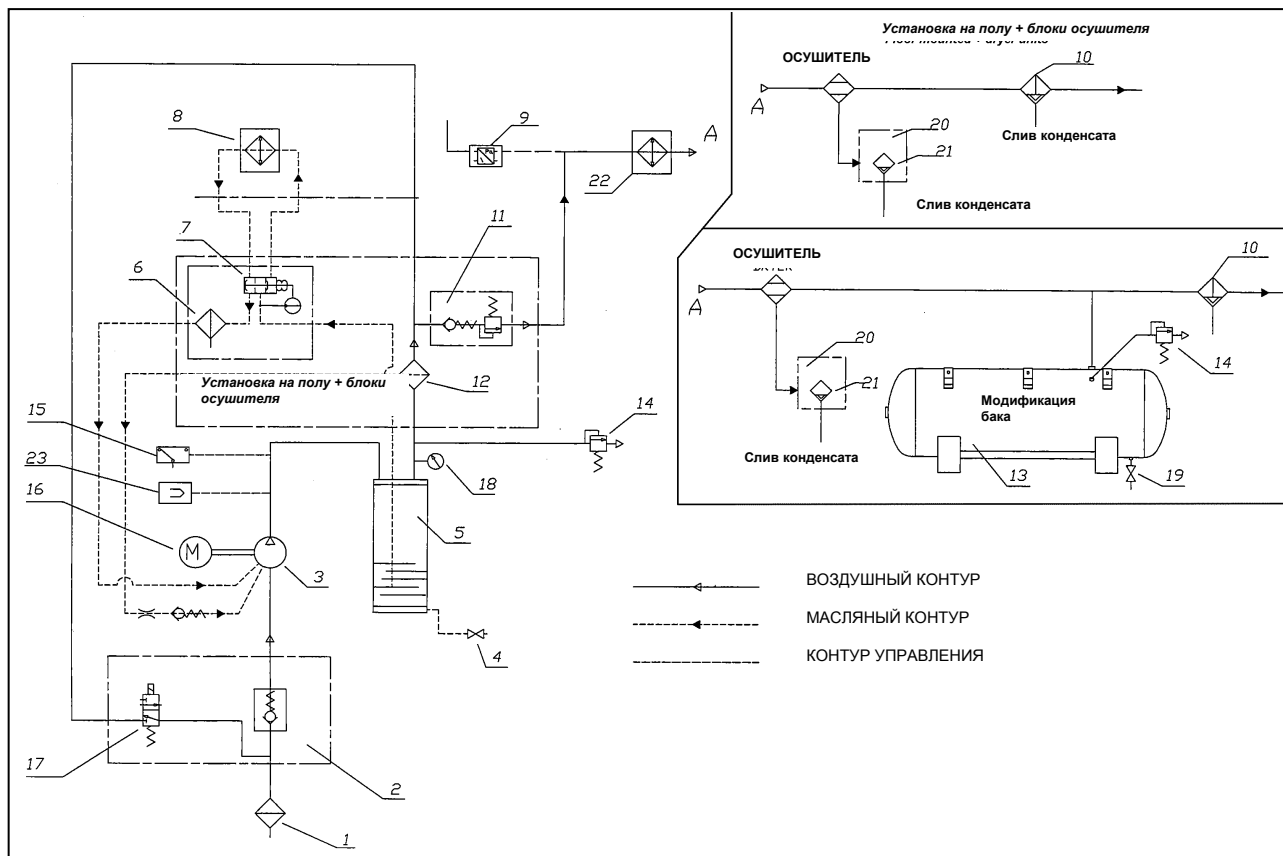 Установка на полу + блоки осушителя
ОСУШИТЕЛЬ
10
A
20
21
Слив конденсата
Слив конденсата
8
9
A
22
7
11
6
Установка на полу + блоки
осушителя
12
15
14
23
18
16
M
5
3
4
17
2
1
ОСУШИТЕЛЬ
10
A
20
14
21
Модификация
бака
Слив конденсата
13
19
ВОЗДУШНЫЙ КОНТУР
МАСЛЯНЫЙ КОНТУР
КОНТУР УПРАВЛЕНИЯ